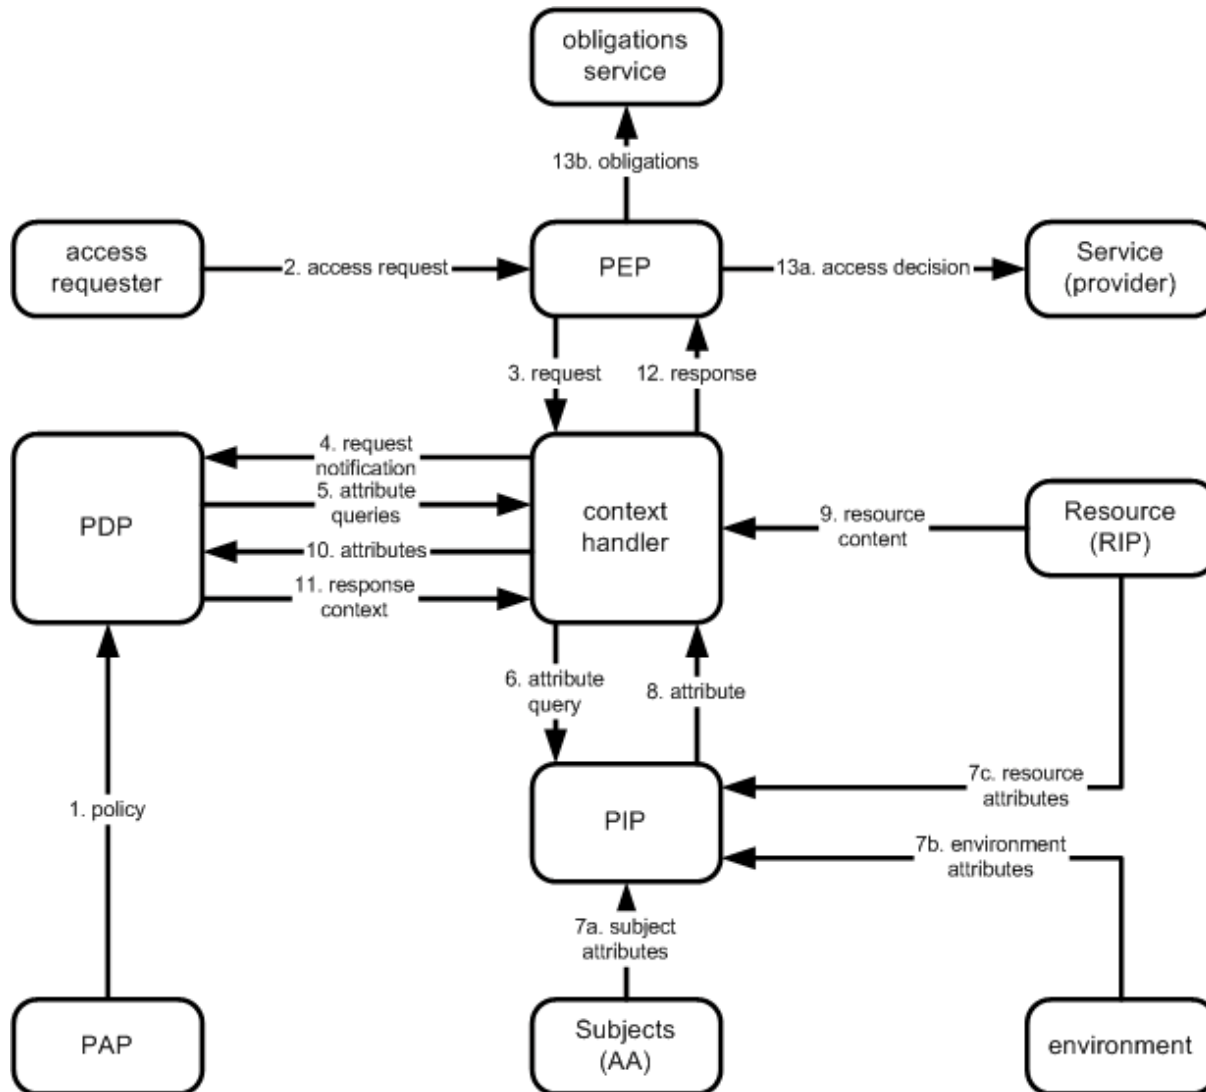 obligations
service
13b. obligations
access
requester
2. access request
PEP
13a. access decision
Service
(provider)
3. request
12. response
PDP
4. request
notification
5. attribute
queries
10. attributes
11. response
context
context
handler
9. resource
content
Resource
(RIP)
6. attribute
query
8. attribute
1. policy
PIP
7c. resource
attributes
7b. environment
attributes
7a. subject
attributes
PAP
Subjects
(AA)
environment